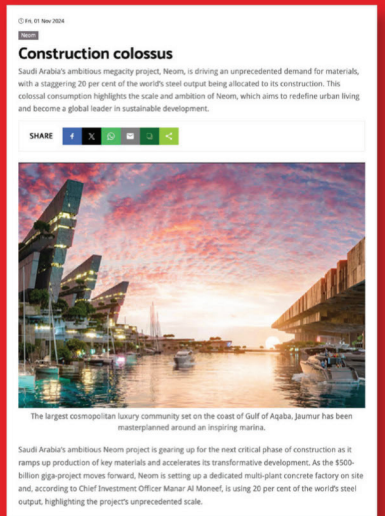 Fri, 01 Nov 2024
Neom
Construction colossus
Saudi Arabia's ambitious megacity project, Neom, is driving an unprecedented demand for materials,
with a staggering 20 per cent of the world's steel output being allocated to its construction. This
colossal consumption highlights the scale and ambition of Neom, which aims to redefine urban living
and become a global leader in sustainable development.
SHARE
The largest cosmopolitan luxury community set on the coast of Gulf of Aqaba, Jaumur has been
masterplanned around an inspiring marina.
Saudi Arabia's ambitious Neom project is gearing up for the next critical phase of construction as it
ramps up production of key materials and accelerates its transformative development. As the $500-
billion giga-project moves forward, Neom is setting up a dedicated multi-plant concrete factory on site
and, according to Chief Investment Officer Manar Al Moneef, is using 20 per cent of the world's steel
output, highlighting the project's unprecedented scale.